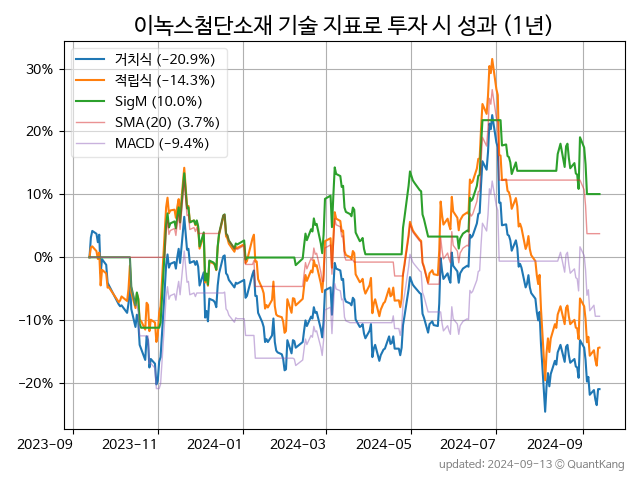 이녹스첨단소재 기술 지표로 투자 시 성과 (1년)
거치식 (−20.9%)
적립식 (−14.3%)
SigM (10.0%)
SMA(20) (3.7%)
MACD (−9.4%)
30%
20%
10%
0%
−10%
−20%
2023-09 2023-11 2024-01 2024-03 2024-05 2024-07 2024-09
updated: 2024-09-13 ⓒ QuantKang